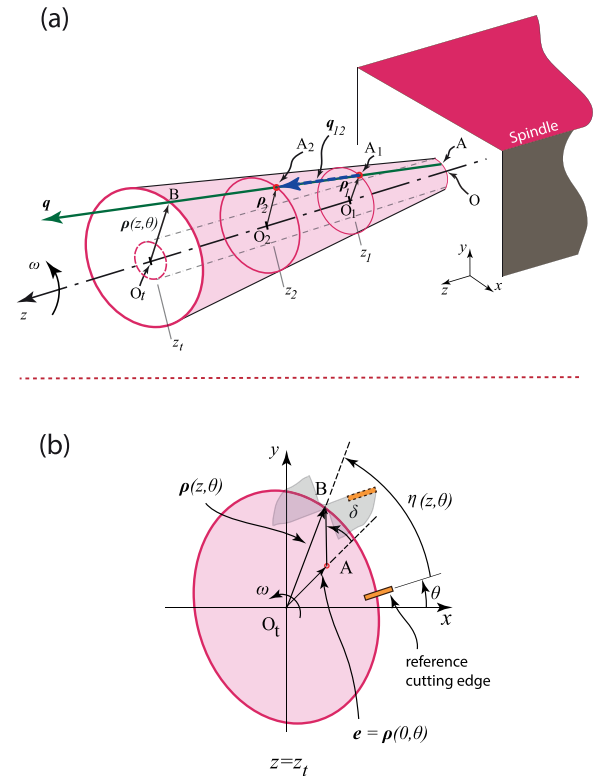 (a)
Spindle
q12
A2
A1
A
B
q
ρ(z,θ)
ρ2
ρ1
O
O1
O2
z1
z2
ω
Ot
z
zt
y
z
x
(b)
y
B
ρ(z,θ)
δ
η(z,θ)
A
ω
θ
Ot
x
reference
cutting edge
e = ρ(0,θ)
z=zt